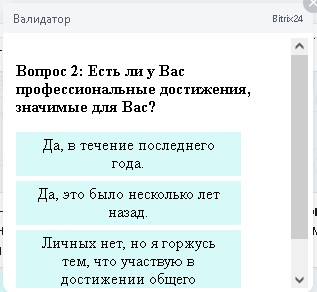 Валидатор
Bitrix24
Вопрос 2: Есть ли у Вас
профессиональные достижения,
значимые для Вас?
Да, в течение последнего
года.
Да, это было несколько лет
назад.
Личных нет, но я горжусь
тем, что участвую в
достижении общего